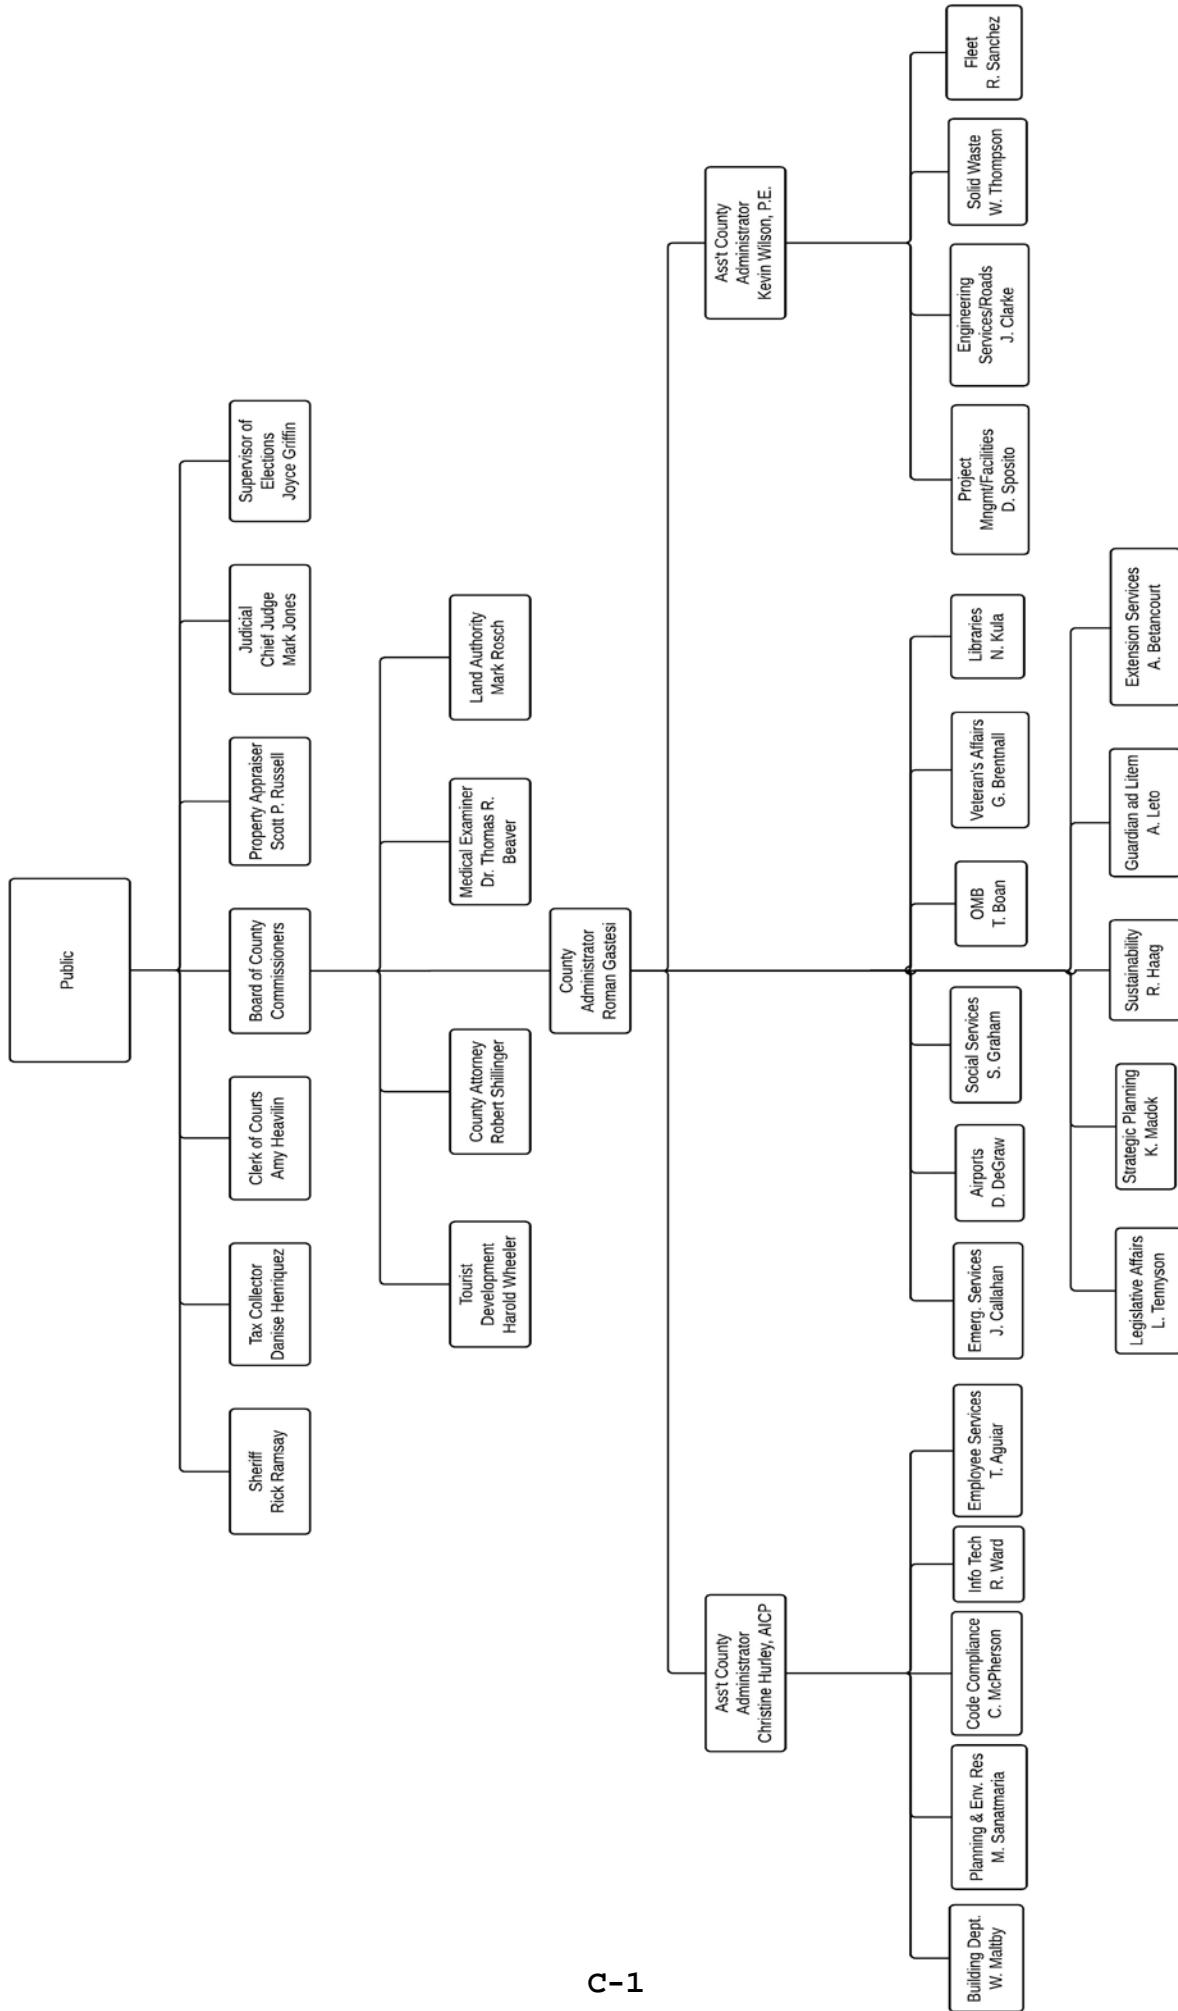 Public
Sheriff
Rick Ramsay
Tax Collector
Danise Henriquez
Clerk of Courts
Amy Heavilin
Board of County
Commissioners
Property Appraiser
Scott P. Russell
Judicial
Chief Judge
Mark Jones
Supervisor of
Elections
Joyce Griffin
Tourist
Development
Harold Wheeler
County Attorney
Robert Shillinger
Medical Examiner
Dr. Thomas R.
Beaver
Land Authority
Mark Rosch
County
Administrator
Roman Gastesi
Ass't County
Administrator
Christine Hurley, AICP
Ass't County
Administrator
Kevin Wilson, P.E.
Building Dept.
W. Maltby
Planning & Env. Res
M. Sanatmaria
Code Compliance
C. McPherson
Info Tech
R. Ward
Employee Services
T. Aguiar
Emerg. Services
J. Callahan
Airports
D. DeGraw
Social Services
S. Graham
OMB
T. Boan
Veteran's Affairs
G. Brentnall
Libraries
N. Kula
Project
Mngmt/Facilities
D. Sposito
Engineering
Services/Roads
J. Clarke
Solid Waste
W. Thompson
Fleet
R. Sanchez
Legislative Affairs
L. Tennyson
Strategic Planning
K. Madok
Sustainability
R. Haag
Guardian ad Litem
A. Leto
Extension Services
A. Betancourt
C-1